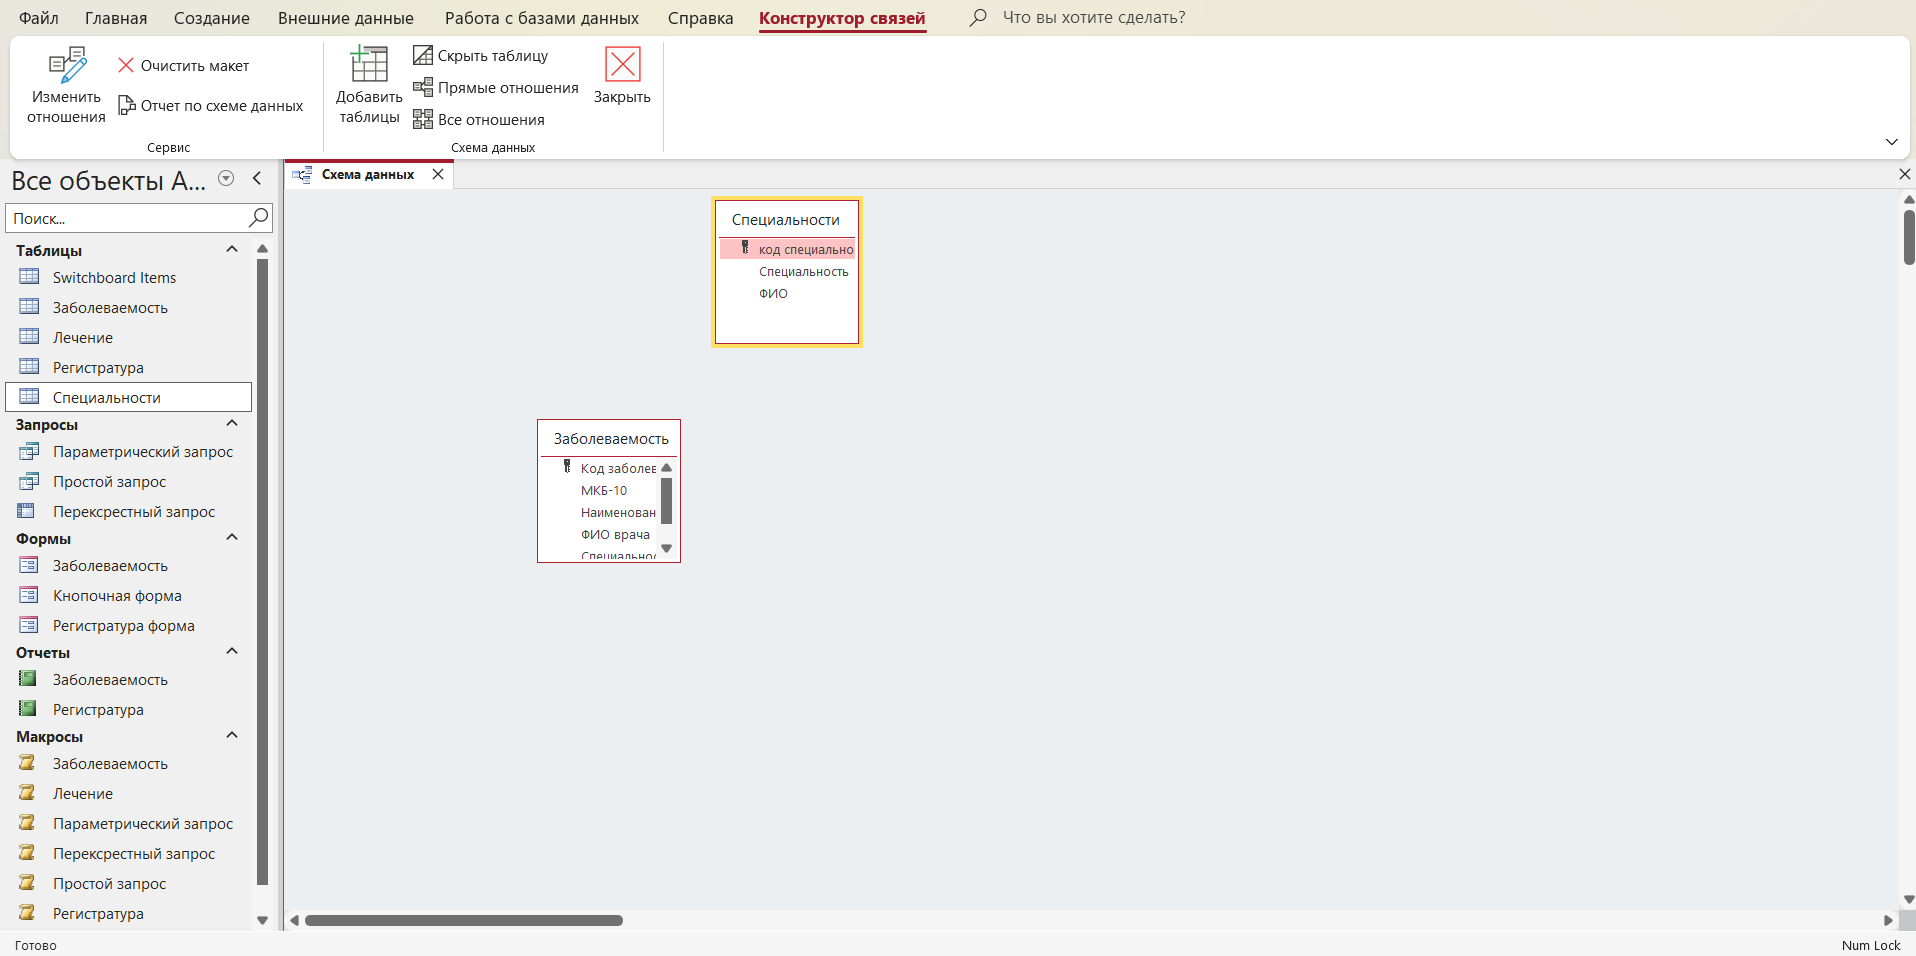 Файл Главная Создание Внешние данные Работа с базами данных Справка Конструктор связей Что вы хотите сделать?
Изменить отношения
Очистить макет
Отчет по схеме данных
Сервис
Добавить таблицы
Скрыть таблицу
Прямые отношения
Все отношения
Закрыть
Схема данных
Все объекты A...
Поиск...
Таблицы
Switchboard Items
Заболеваемость
Лечение
Регистратура
Специальности
Запросы
Параметрический запрос
Простой запрос
Перексрестный запрос
Формы
Заболеваемость
Кнопочная форма
Регистратура форма
Отчеты
Заболеваемость
Регистратура
Макросы
Заболеваемость
Лечение
Параметрический запрос
Перексрестный запрос
Простой запрос
Регистратура
Схема данных
Специальности
код специально
Специальность
ФИО
Заболеваемость
Код заболев
МКБ-10
Наименован
ФИО врача
Специальнос
Готово
Num Lock